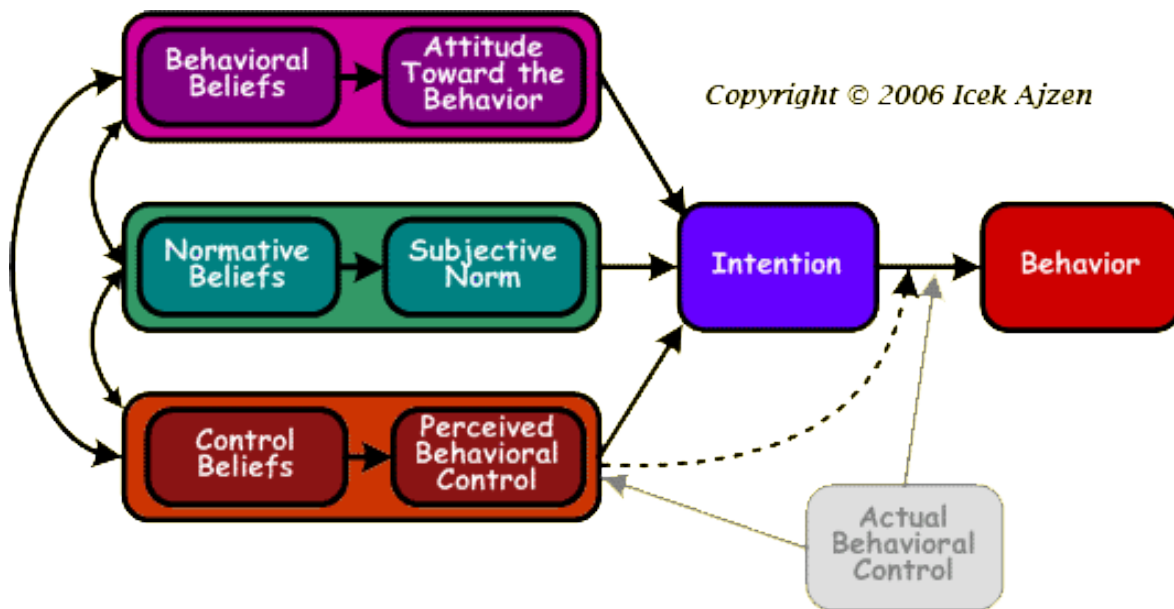 Behavioral
Beliefs
Attitude
Toward the
Behavior
Copyright © 2006 Icek Ajzen
Normative
Beliefs
Subjective
Norm
Intention
Behavior
Control
Beliefs
Perceived
Behavioral
Control
Actual
Behavioral
Control